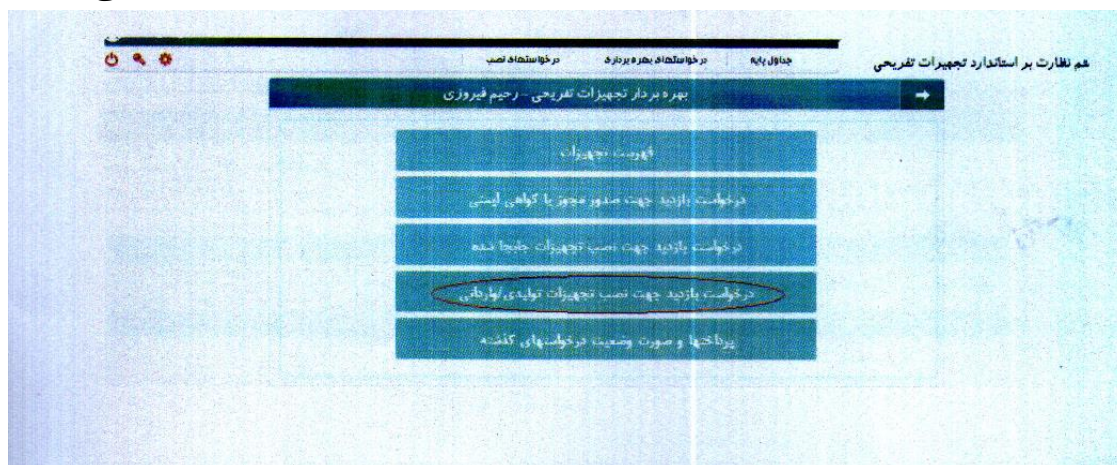 هم نظارت بر استاندارد تجهیزات تفریحی
جداول پایه درخواستهای بهره برداری درخواستهای نصب
بهره بردار تجهیزات تفریحی - رحیم فیروزی
فهرست تجهیزات
درخواست بازدید جهت صدور مجوز یا گواهی ایمنی
درخواست بازدید جهت نصب تجهیزات جابجا شده
درخواست بازدید جهت نصب تجهیزات تولیدی/وارداتی
پرداختها و صورت وضعیت درخواستهای گذشته